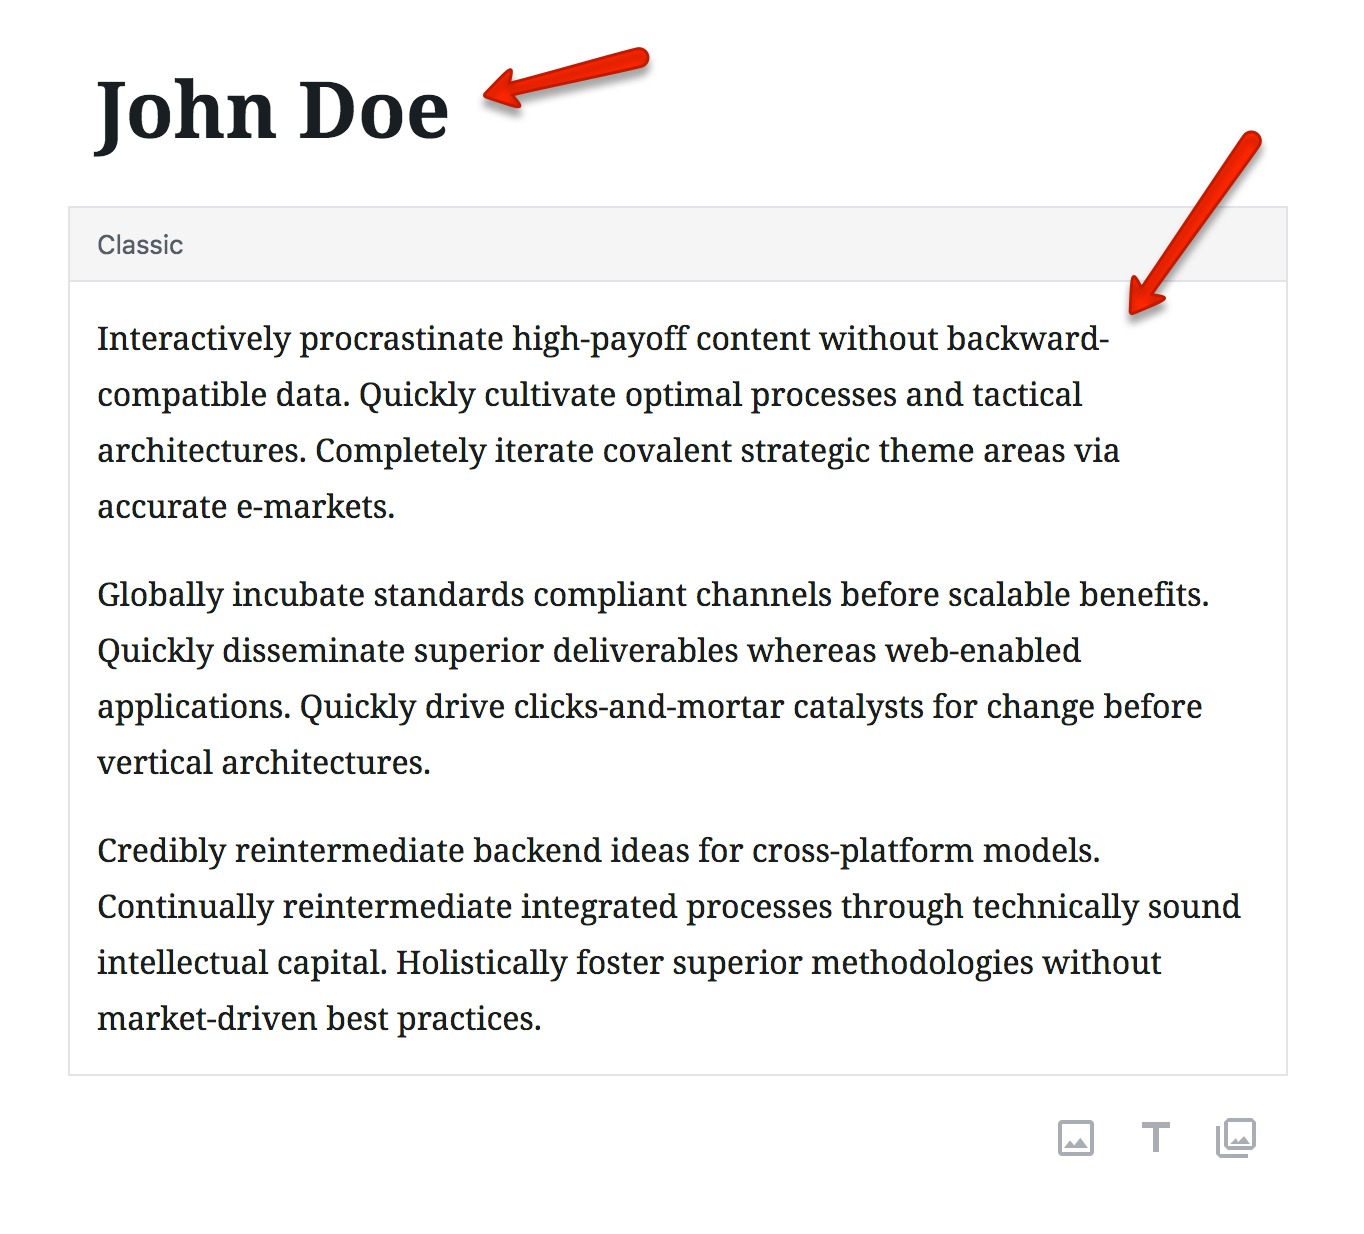 John Doe
Classic
Interactively procrastinate high-payoff content without backward-
compatible data. Quickly cultivate optimal processes and tactical
architectures. Completely iterate covalent strategic theme areas via
accurate e-markets.
Globally incubate standards compliant channels before scalable benefits.
Quickly disseminate superior deliverables whereas web-enabled
applications. Quickly drive clicks-and-mortar catalysts for change before
vertical architectures.
Credibly reintermediate backend ideas for cross-platform models.
Continually reintermediate integrated processes through technically sound
intellectual capital. Holistically foster superior methodologies without
market-driven best practices.